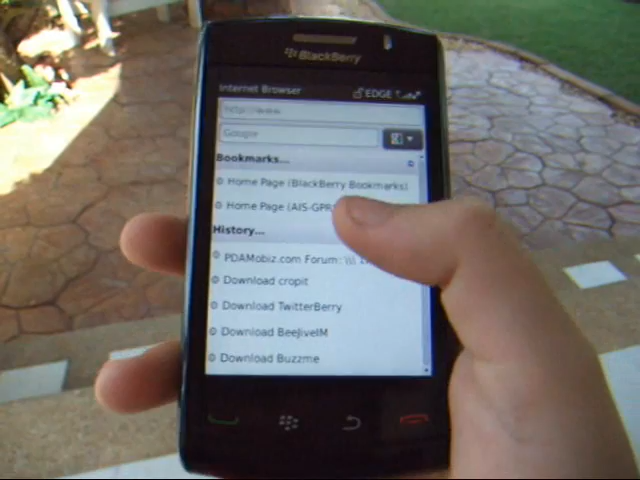 BlackBerry
Internet Browser EDGE
http://www.
Google
Bookmarks...
Home Page (BlackBerry Bookmarks)
Home Page (AIS-GPR
History...
PDAMobiz.com Forum:
Download cropit
Download TwitterBerry
Download BeeJiveIM
Download Buzzme